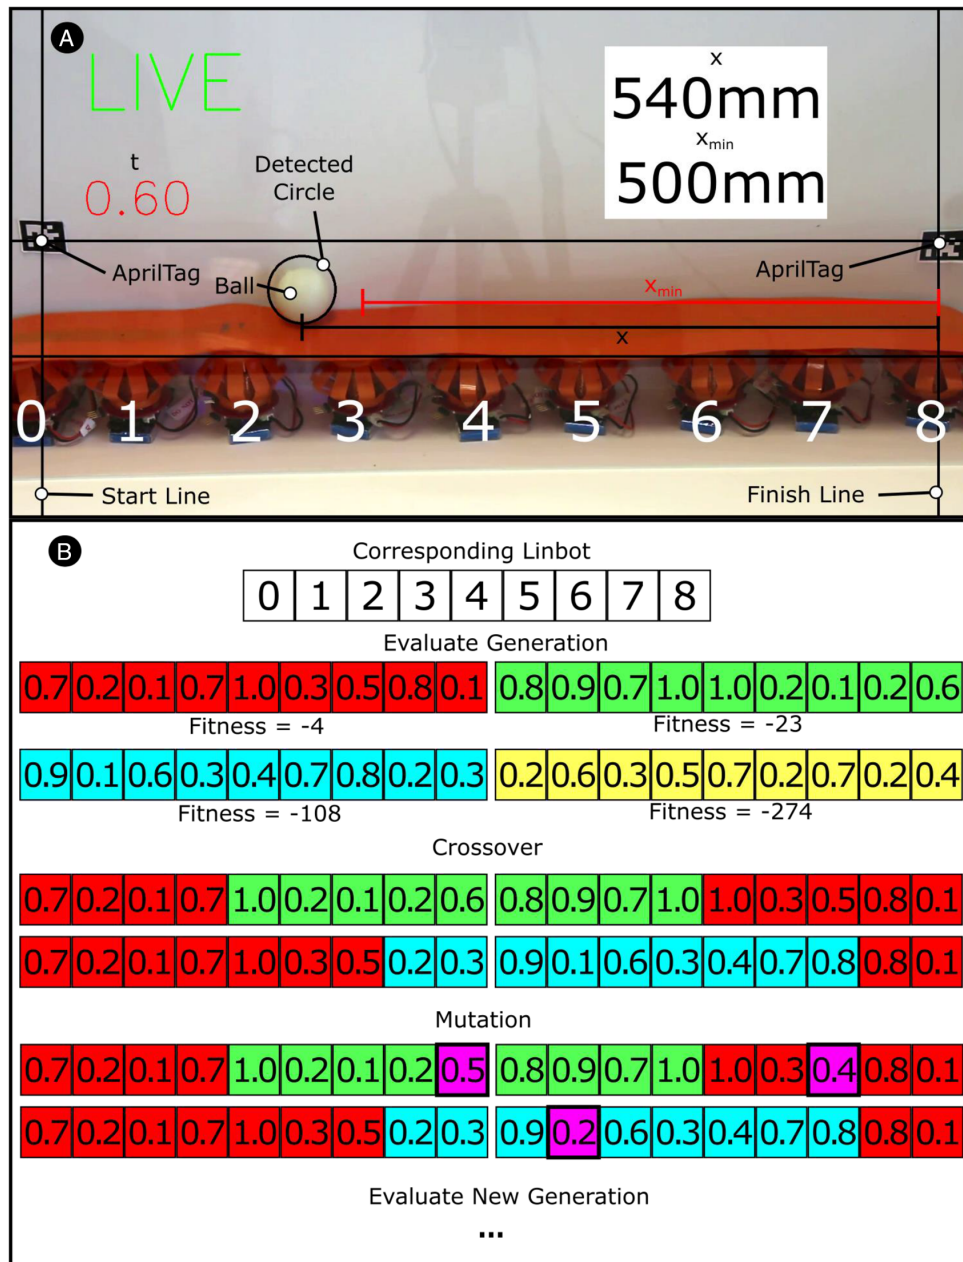 A
LIVE
x
540mm
xmin
500mm
t
0.60
Detected
Circle
AprilTag
Ball
AprilTag
xmin
x
0 1 2 3 4 5 6 7 8
Start Line
Finish Line
B
Corresponding Linbot
0 1 2 3 4 5 6 7 8
Evaluate Generation
0.7 0.2 0.1 0.7 1.0 0.3 0.5 0.8 0.1
0.8 0.9 0.7 1.0 1.0 0.2 0.1 0.2 0.6
Fitness = -4
Fitness = -23
0.9 0.1 0.6 0.3 0.4 0.7 0.8 0.2 0.3
0.2 0.6 0.3 0.5 0.7 0.2 0.7 0.2 0.4
Fitness = -108
Fitness = -274
Crossover
0.7 0.2 0.1 0.7 1.0 0.2 0.1 0.2 0.6
0.8 0.9 0.7 1.0 1.0 0.3 0.5 0.8 0.1
0.7 0.2 0.1 0.7 1.0 0.3 0.5 0.2 0.3
0.9 0.1 0.6 0.3 0.4 0.7 0.8 0.8 0.1
Mutation
0.7 0.2 0.1 0.7 1.0 0.2 0.1 0.2 0.5
0.8 0.9 0.7 1.0 1.0 0.3 0.4 0.8 0.1
0.7 0.2 0.1 0.7 1.0 0.3 0.5 0.2 0.3
0.9 0.2 0.6 0.3 0.4 0.7 0.8 0.8 0.1
Evaluate New Generation
...